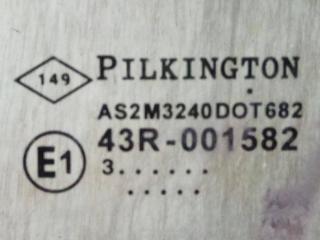 149 PILKINGTON
AS2M3240DOT682
E1 43R-001582
3......
.....